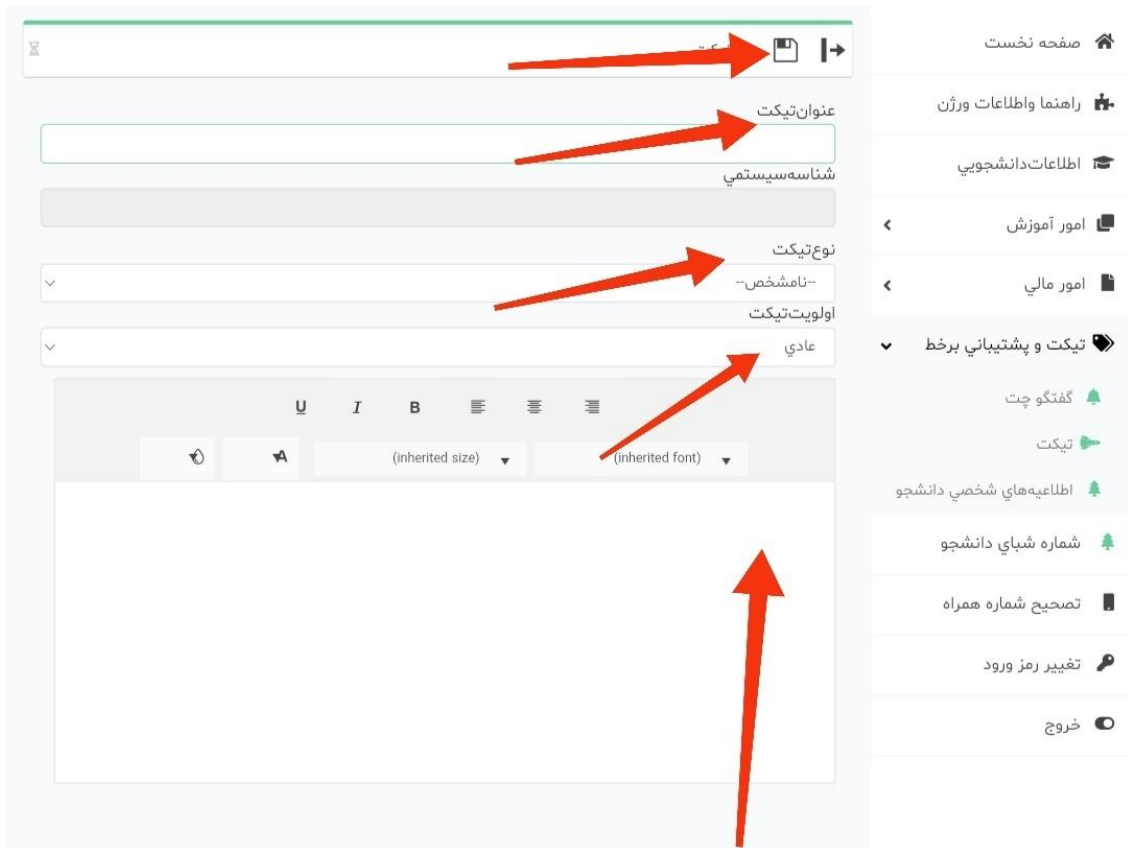 صفحه نخست
راهنما واطلاعات ورژن
اطلاعات‌دانشجويي
امور آموزش
امور مالي
تيکت و پشتيباني برخط
گفتگو چت
تيکت
اطلاعيه‌هاي شخصي دانشجو
شماره شباي دانشجو
تصحيح شماره همراه
تغيير رمز ورود
خروج
عنوان‌تيکت
شناسه‌سيستمي
نوع‌تيکت
--نامشخص--
اولويت‌تيکت
عادي
U I B
A (inherited size) (inherited font)